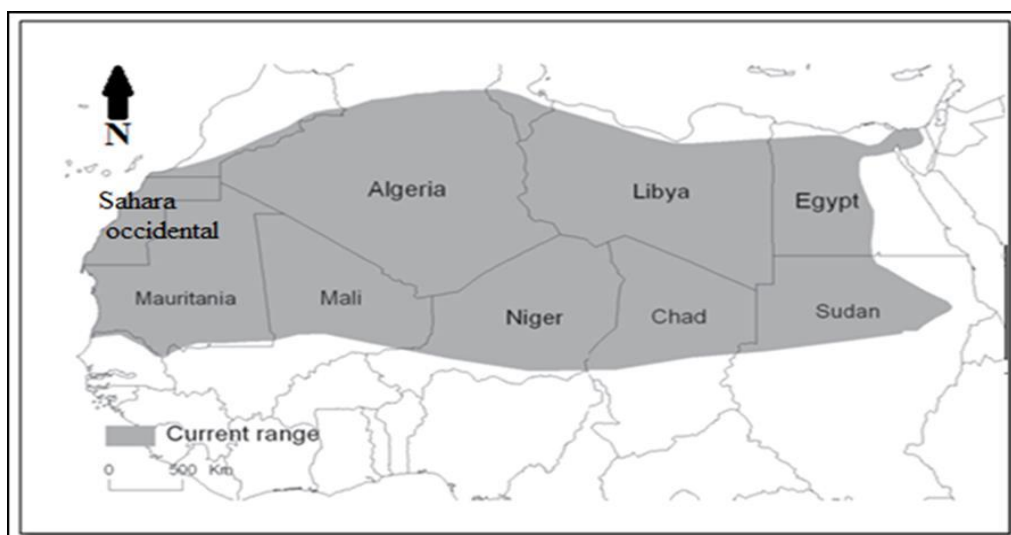 N
Sahara
occidental
Algeria
Libya
Egypt
Mauritania
Mali
Niger
Chad
Sudan
Current range
0 500 Km